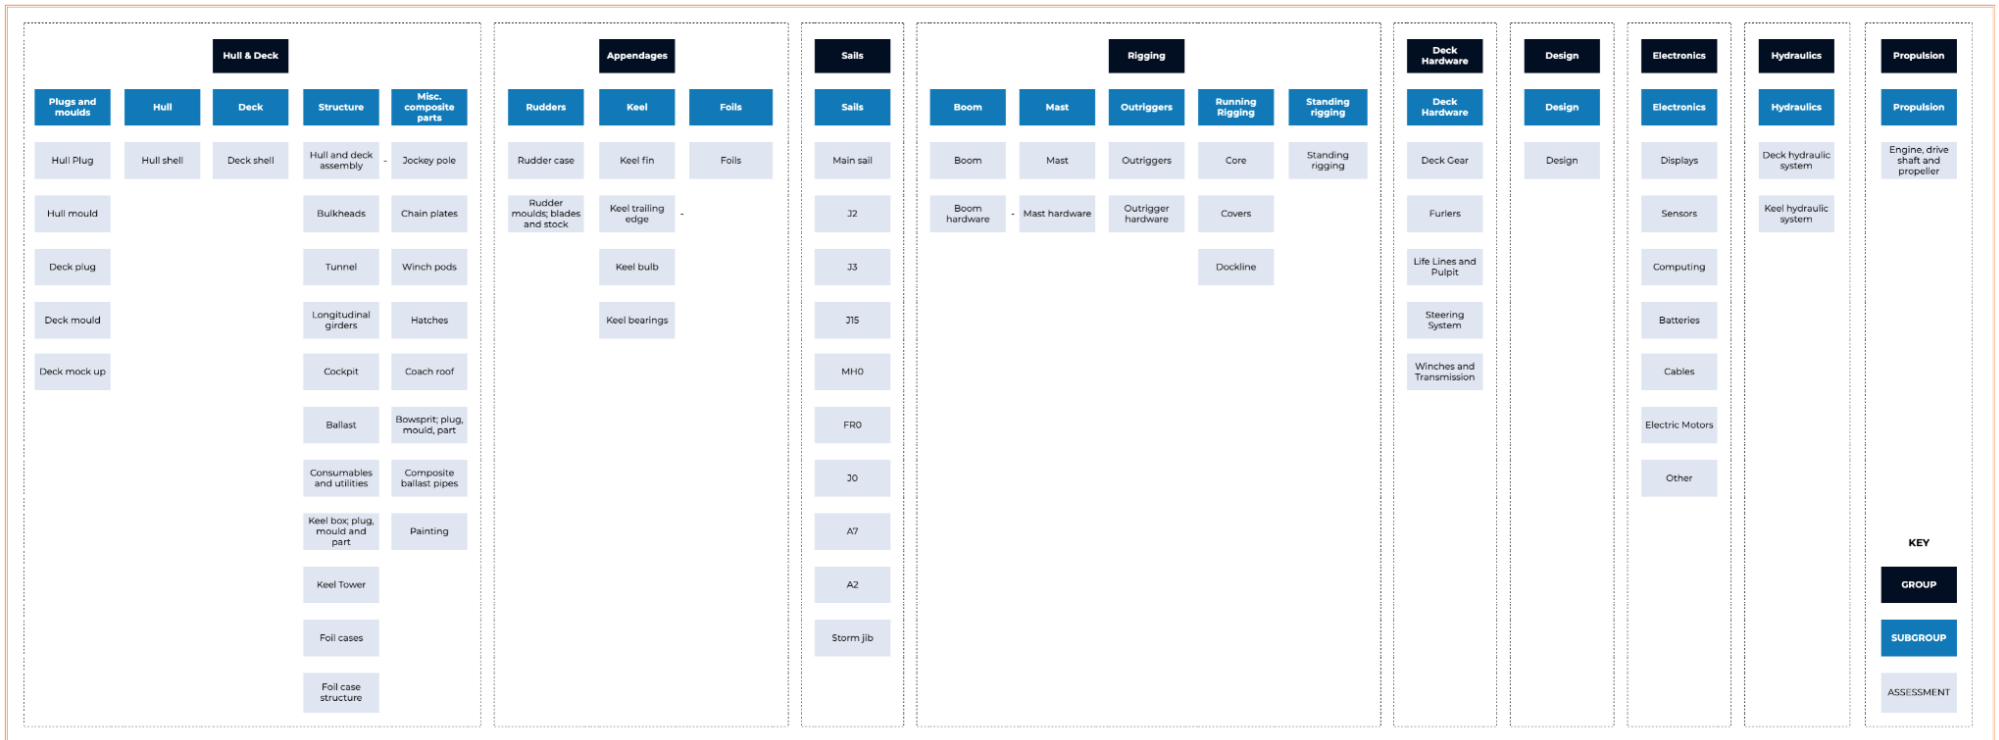 Hull & Deck
Appendages
Sails
Rigging
Deck
Hardware
Design
Electronics
Hydraulics
Propulsion
Plugs and
moulds
Hull
Deck
Structure
Misc.
composite
parts
Rudders
Keel
Foils
Sails
Boom
Mast
Outriggers
Running
Rigging
Standing
rigging
Deck
Hardware
Design
Electronics
Hydraulics
Propulsion
Hull Plug
Hull shell
Deck shell
Hull and deck
assembly
-
Jockey pole
Rudder case
Keel fin
Foils
Main sail
Boom
Mast
Outriggers
Core
Standing
rigging
Deck Gear
Design
Displays
Deck hydraulic
system
Engine, drive
shaft and
propeller
Hull mould
Bulkheads
Chain plates
Rudder
moulds; blades
and stock
Keel trailing
edge
-
J2
Boom
hardware
-
Mast hardware
Outrigger
hardware
Covers
Furlers
Sensors
Keel hydraulic
system
Deck plug
Tunnel
Winch pods
Keel bulb
J3
Dockline
Life Lines and
Pulpit
Computing
Deck mould
Longitudinal
girders
Hatches
Keel bearings
J15
Steering
System
Batteries
Deck mock up
Cockpit
Coach roof
MH0
Winches and
Transmission
Cables
Ballast
Bowsprit; plug,
mould, part
FR0
Electric Motors
Consumables
and utilities
Composite
ballast pipes
J0
Other
Keel box; plug,
mould and
part
Painting
A7
KEY
Keel Tower
A2
GROUP
Foil cases
Storm jib
SUBGROUP
Foil case
structure
ASSESSMENT